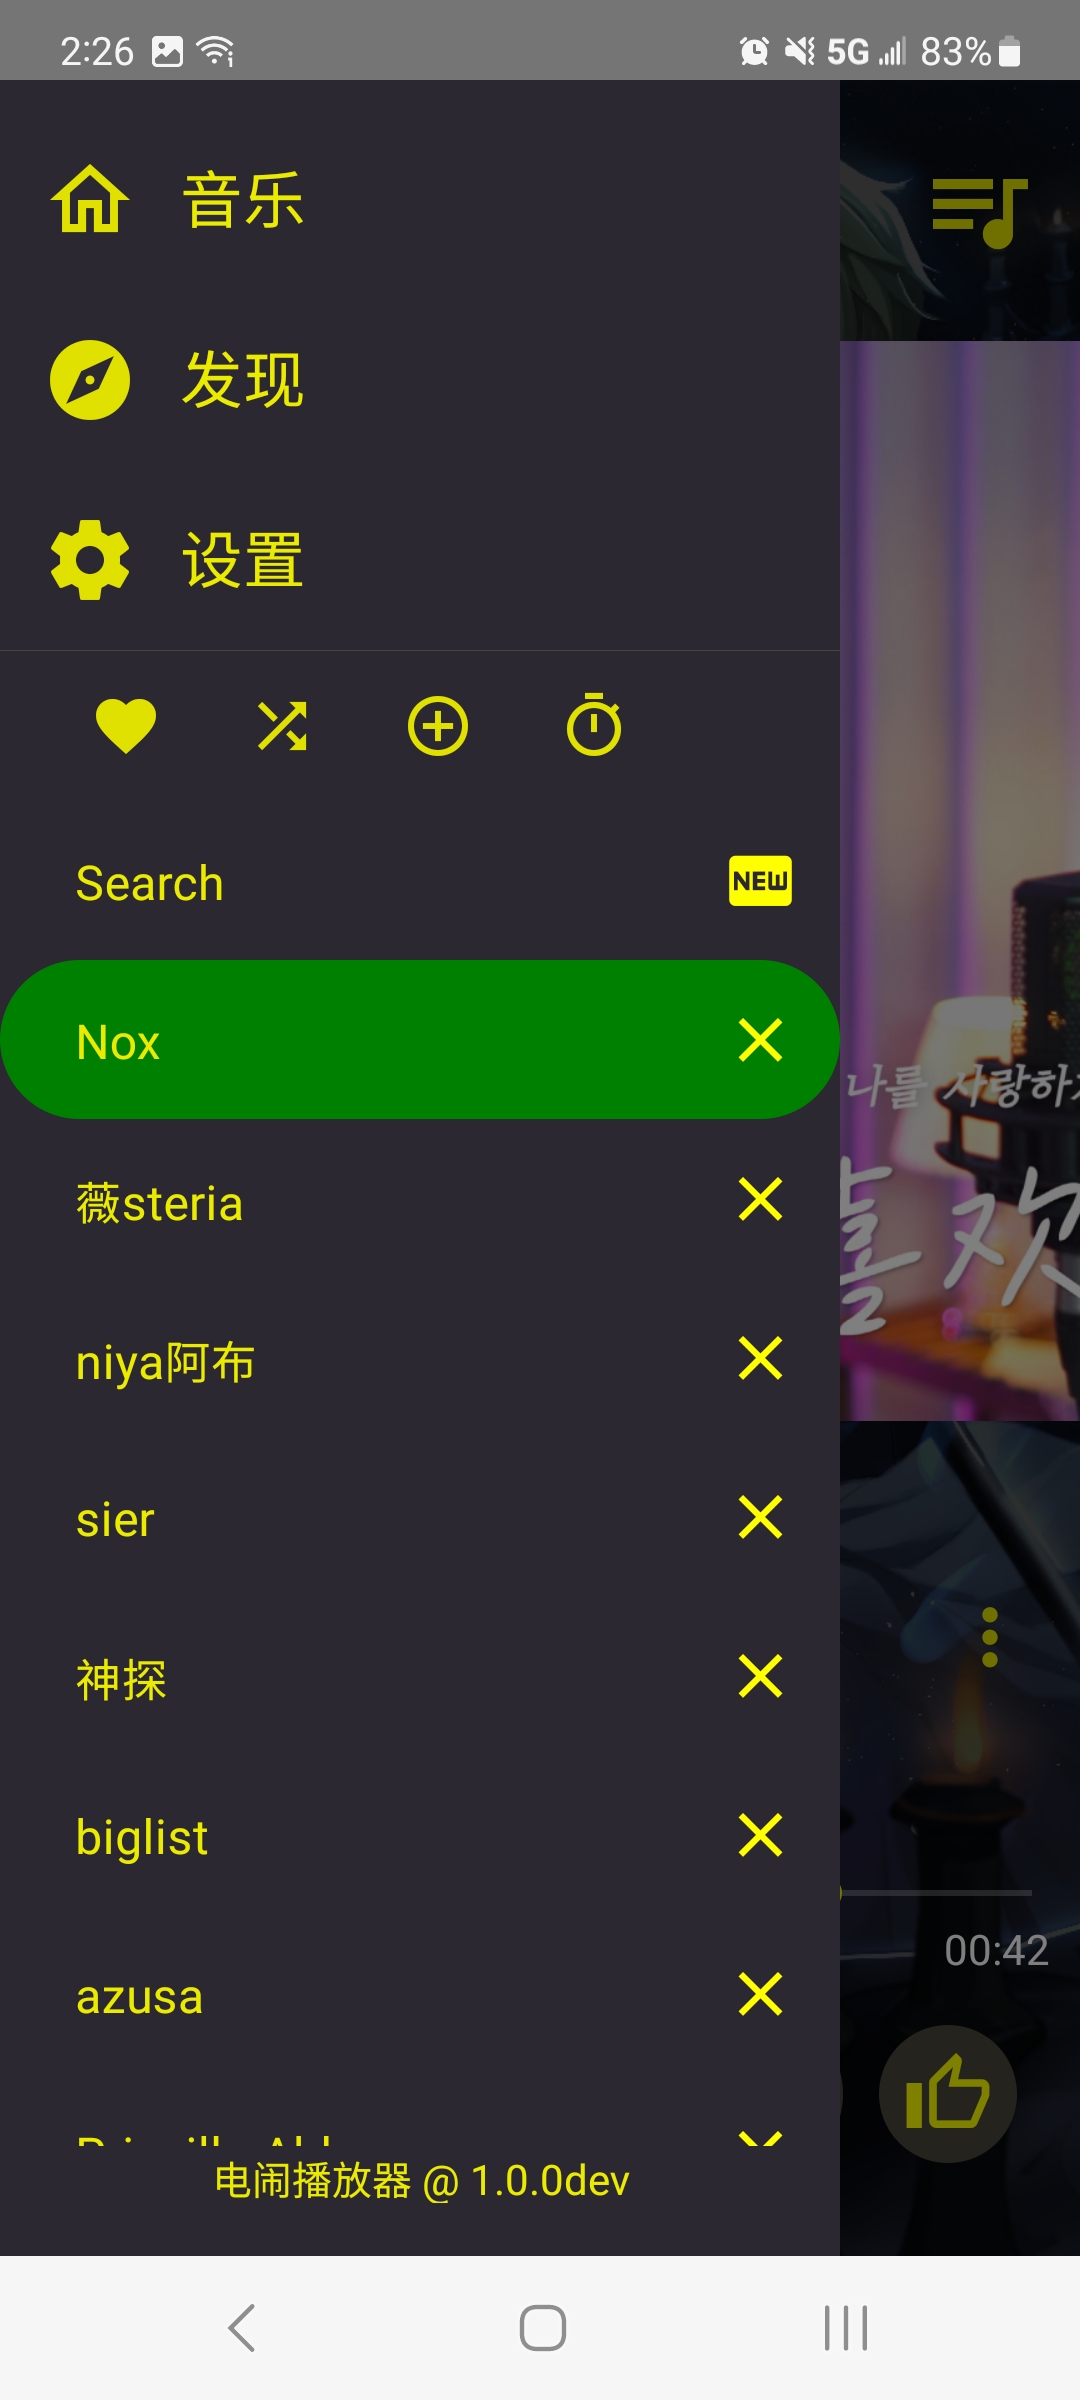 2:26 5G 83%
音乐
发现
设置
Search NEW
Nox
薇steria
niya阿布
sier
神探
biglist
azusa
电闹播放器 @ 1.0.0dev
나를 사랑하
喜欢
00:42